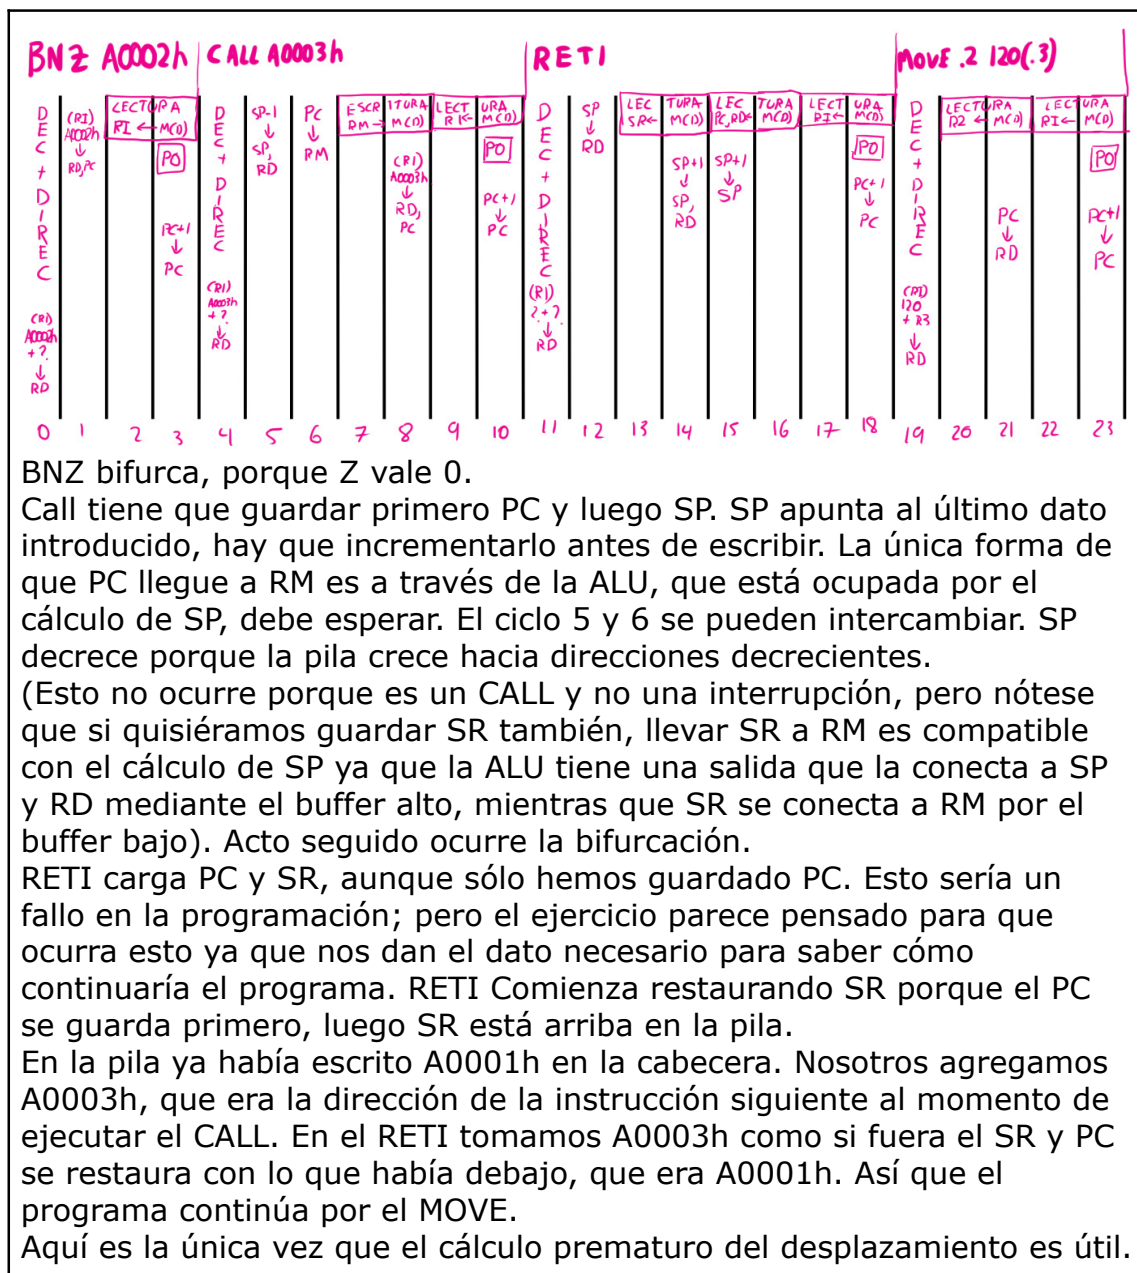 BNZ A0002h CALL A0003h RETI MOVE .2 120(.3)
DEC + DIREC
(RI) A0002h + ? ↓ RD
(RI) A0002h ↓ RD,PC
LECTURA RI ← M(D)
P0
PC+1 ↓ PC
DEC + DIREC
(RI) A0003h + ? ↓ RD
SP-1 ↓ SP, RD
PC ↓ RM
ESCRITURA RM → M(D)
(RI) A0003h ↓ RD, PC
LECTURA RI ← M(D)
P0
PC+1 ↓ PC
DEC + DIREC
(RI) ? + ? ↓ RD
SP ↓ RD
LECTURA SR ← M(D)
SP+1 ↓ SP, RD
LECTURA PC,RD ← M(D)
SP+1 ↓ SP
LECTURA RI ← M(D)
P0
PC+1 ↓ PC
DEC + DIREC
(RI) 120 + R3 ↓ RD
LECTURA R2 ← M(D)
PC ↓ RD
LECTURA RI ← M(D)
P0
PC+1 ↓ PC
0 1 2 3 4 5 6 7 8 9 10 11 12 13 14 15 16 17 18 19 20 21 22 23
BNZ bifurca, porque Z vale 0.
Call tiene que guardar primero PC y luego SP. SP apunta al último dato
introducido, hay que incrementarlo antes de escribir. La única forma de
que PC llegue a RM es a través de la ALU, que está ocupada por el
cálculo de SP, debe esperar. El ciclo 5 y 6 se pueden intercambiar. SP
decrece porque la pila crece hacia direcciones decrecientes.
(Esto no ocurre porque es un CALL y no una interrupción, pero nótese
que si quisiéramos guardar SR también, llevar SR a RM es compatible
con el cálculo de SP ya que la ALU tiene una salida que la conecta a SP
y RD mediante el buffer alto, mientras que SR se conecta a RM por el
buffer bajo). Acto seguido ocurre la bifurcación.
RETI carga PC y SR, aunque sólo hemos guardado PC. Esto sería un
fallo en la programación; pero el ejercicio parece pensado para que
ocurra esto ya que nos dan el dato necesario para saber cómo
continuaría el programa. RETI Comienza restaurando SR porque el PC
se guarda primero, luego SR está arriba en la pila.
En la pila ya había escrito A0001h en la cabecera. Nosotros agregamos
A0003h, que era la dirección de la instrucción siguiente al momento de
ejecutar el CALL. En el RETI tomamos A0003h como si fuera el SR y PC
se restaura con lo que había debajo, que era A0001h. Así que el
programa continúa por el MOVE.
Aquí es la única vez que el cálculo prematuro del desplazamiento es útil.